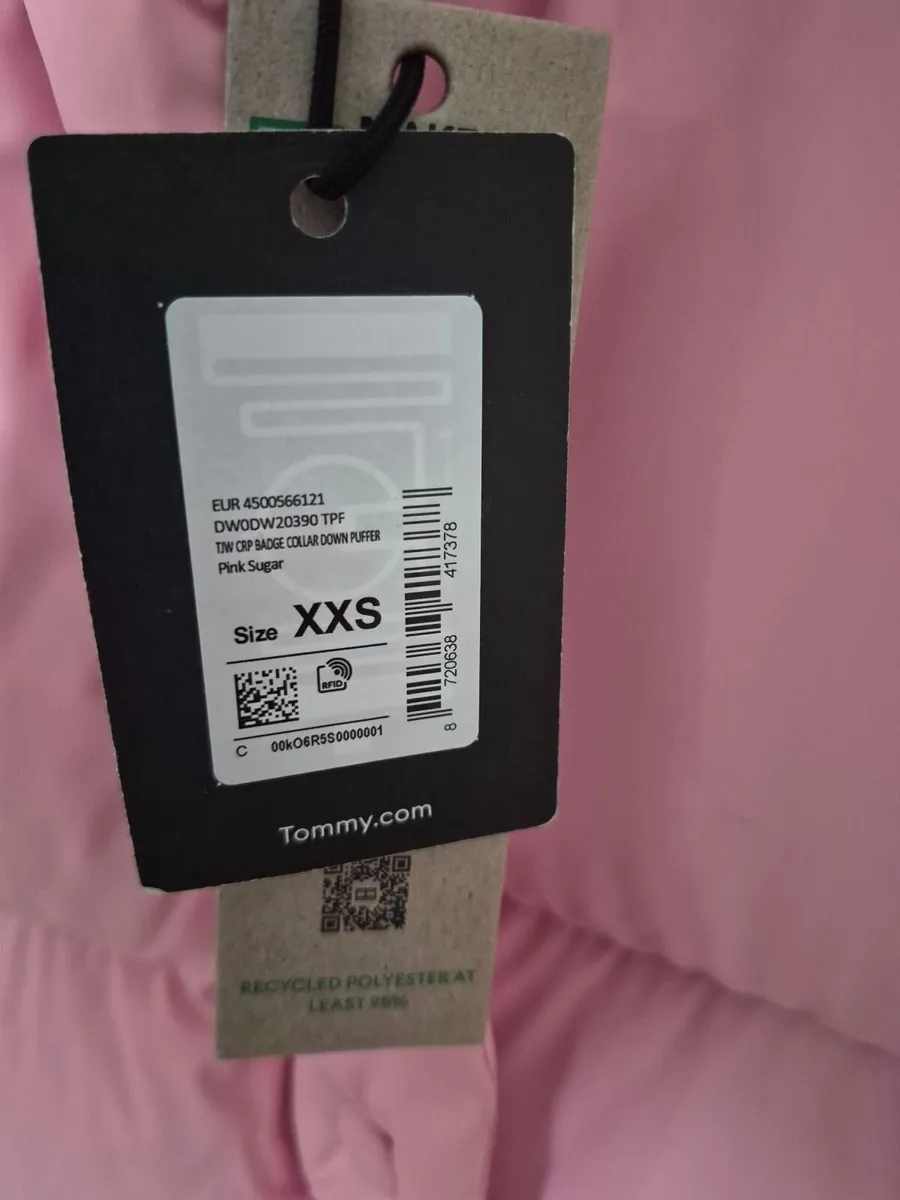 EUR 4500566121
DW0DW20390 TPF
TJW CRP BADGE COLLAR DOWN PUFFER
Pink Sugar
Size XXS
RFID
C 00kO6R5S0000001
8 720638 417378
Tommy.com
RECYCLED POLYESTER AT
LEAST 98%